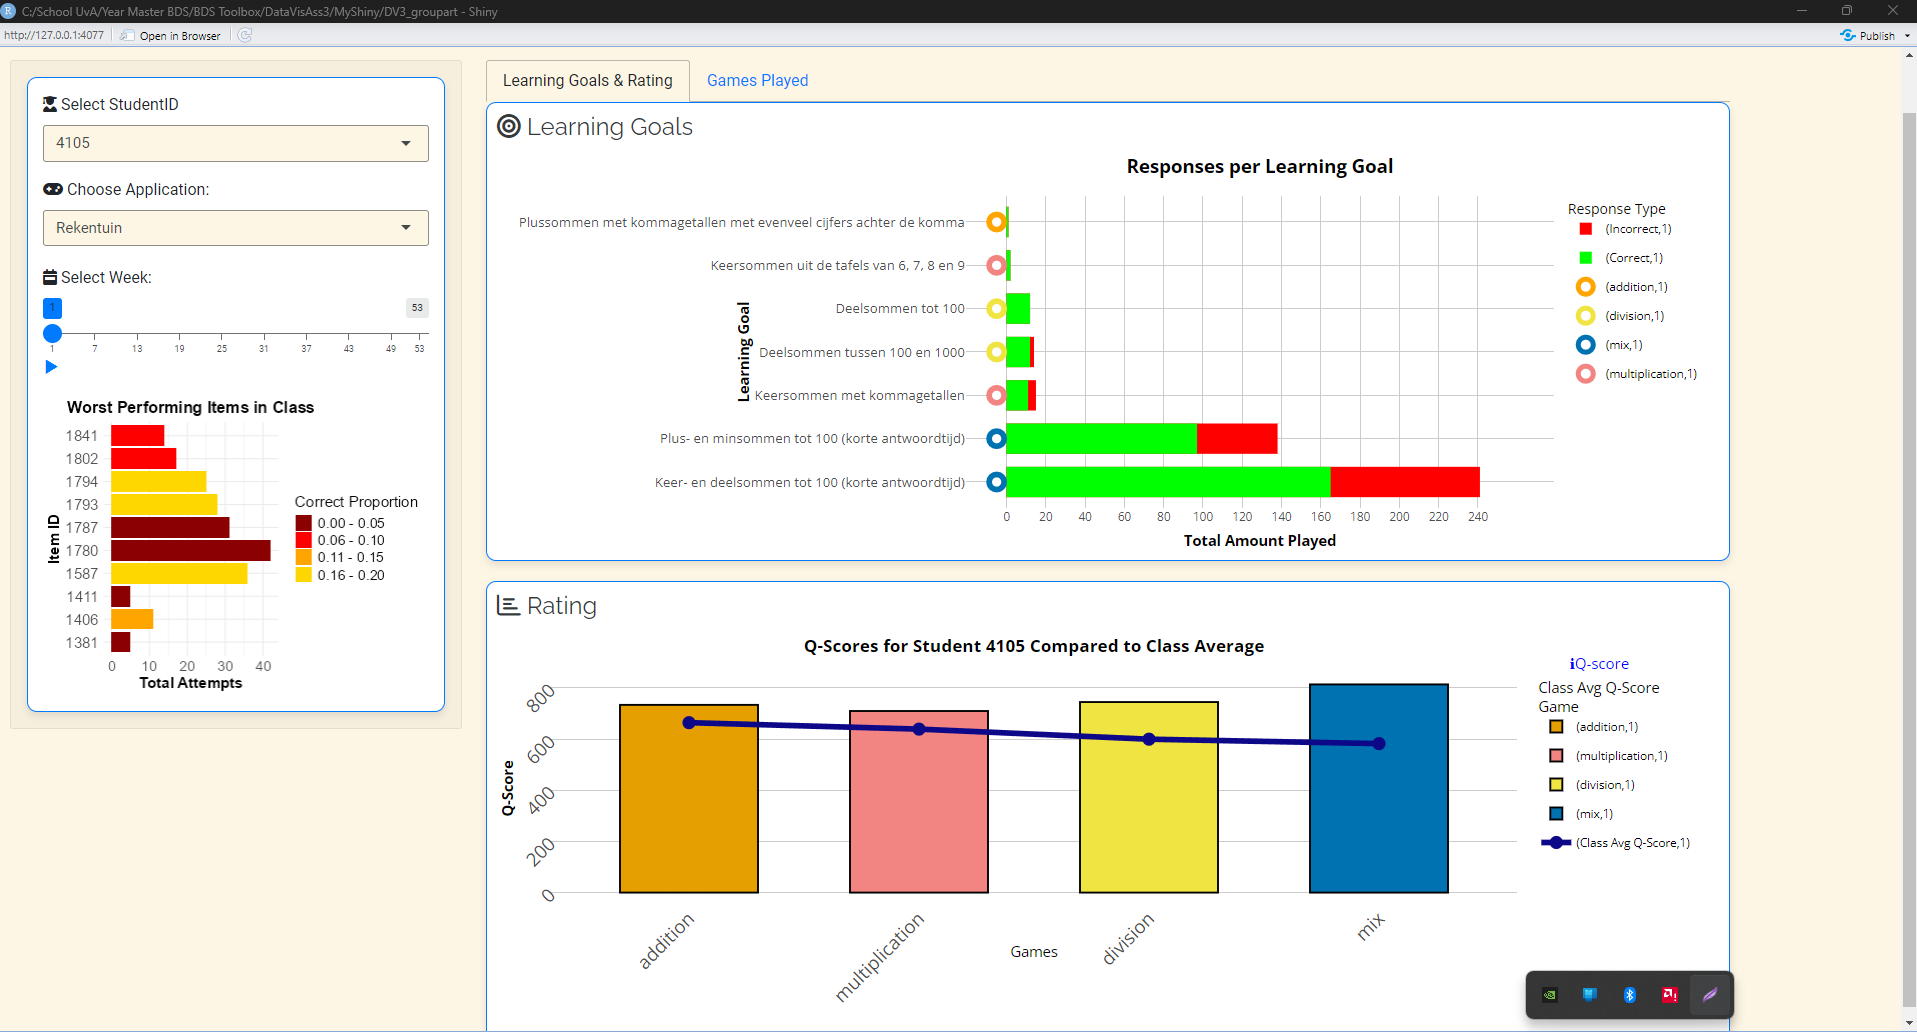 C:/School UvA/Year Master BDS/BDS Toolbox/DataVisAss3/MyShiny/DV3_groupart - Shiny
http://127.0.0.1:4077
Open in Browser
Publish
Select StudentID
4105
Choose Application:
Rekentuin
Select Week:
1
53
1 7 13 19 25 31 37 43 49 53
Worst Performing Items in Class
Item ID
1841
1802
1794
1793
1787
1780
1587
1411
1406
1381
0 10 20 30 40
Total Attempts
Correct Proportion
0.00 - 0.05
0.06 - 0.10
0.11 - 0.15
0.16 - 0.20
Learning Goals & Rating
Games Played
Learning Goals
Responses per Learning Goal
Learning Goal
Plussommen met kommagetallen met evenveel cijfers achter de komma
Keersommen uit de tafels van 6, 7, 8 en 9
Deelsommen tot 100
Deelsommen tussen 100 en 1000
Keersommen met kommagetallen
Plus- en minsommen tot 100 (korte antwoordtijd)
Keer- en deelsommen tot 100 (korte antwoordtijd)
0 20 40 60 80 100 120 140 160 180 200 220 240
Total Amount Played
Response Type
(Incorrect,1)
(Correct,1)
(addition,1)
(division,1)
(mix,1)
(multiplication,1)
Rating
Q-Scores for Student 4105 Compared to Class Average
Q-Score
800
600
400
200
0
addition
multiplication
division
mix
Games
iQ-score
Class Avg Q-Score
Game
(addition,1)
(multiplication,1)
(division,1)
(mix,1)
(Class Avg Q-Score,1)